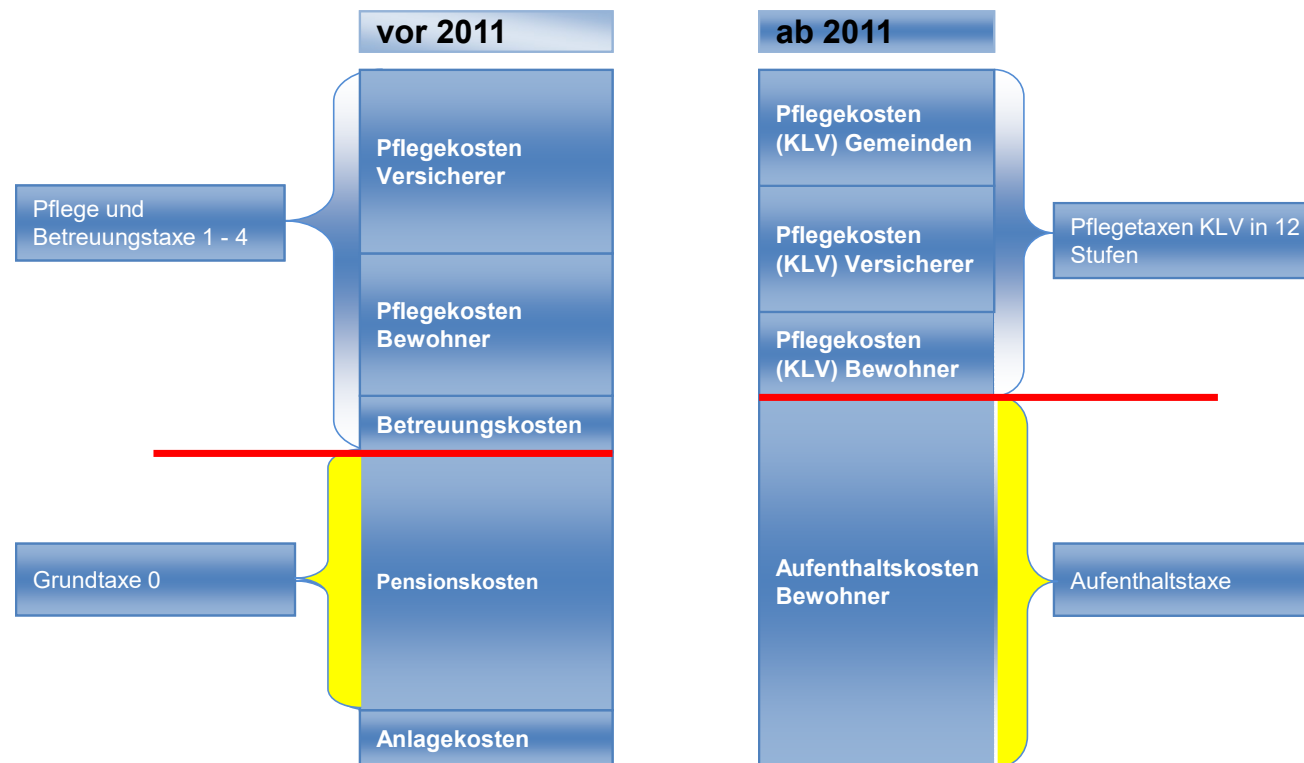 vor 2011
Pflege und
Betreuungstaxe 1 - 4
Pflegekosten
Versicherer
Pflegekosten
Bewohner
Betreuungskosten
Grundtaxe 0
Pensionskosten
Anlagekosten
ab 2011
Pflegekosten
(KLV) Gemeinden
Pflegekosten
(KLV) Versicherer
Pflegekosten
(KLV) Bewohner
Pflegetaxen KLV in 12
Stufen
Aufenthaltskosten
Bewohner
Aufenthaltstaxe